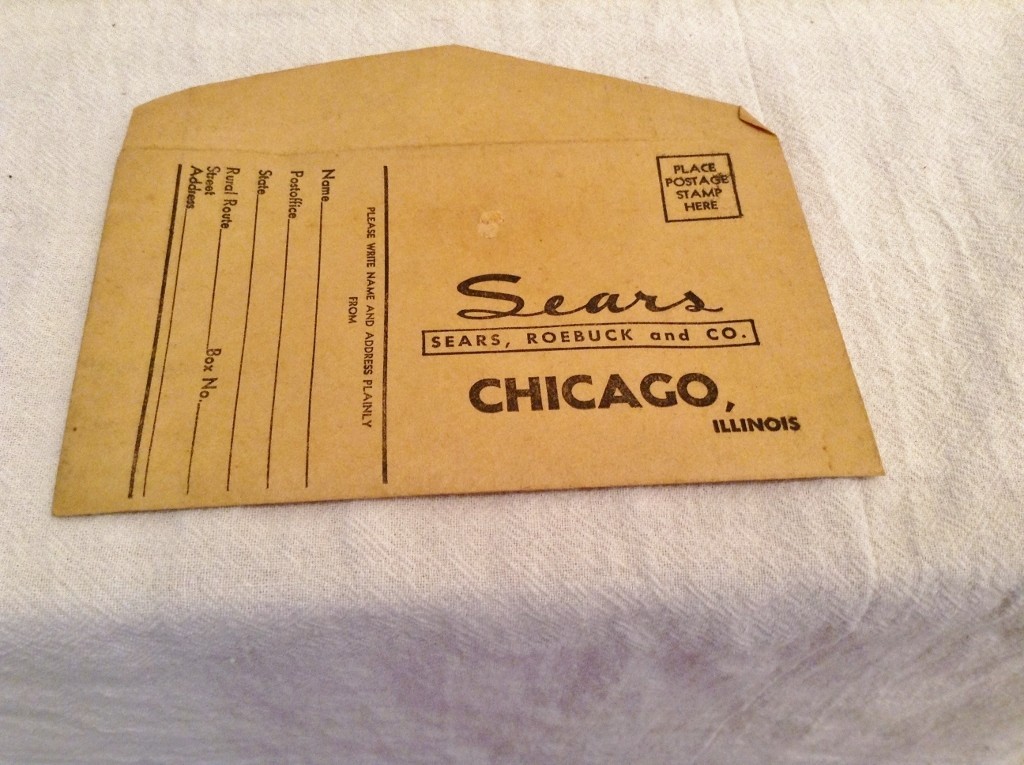 PLACE
POSTAGE
STAMP
HERE
Sears
SEARS, ROEBUCK and CO.
CHICAGO,
ILLINOIS
PLEASE WRITE NAME AND ADDRESS PLAINLY
FROM
Name
Postoffice
State
Rural Route Box No.
Street
Address